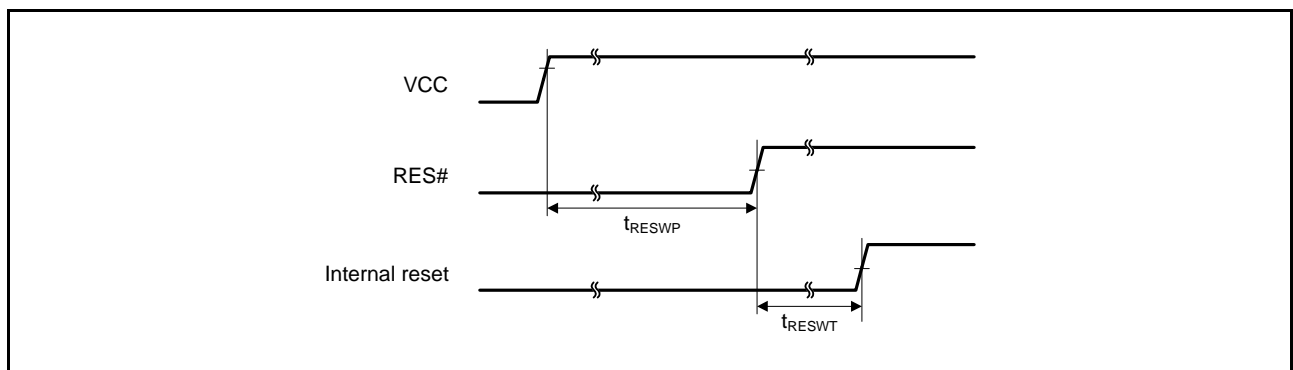 VCC
RES#
tRESWP
Internal reset
tRESWT